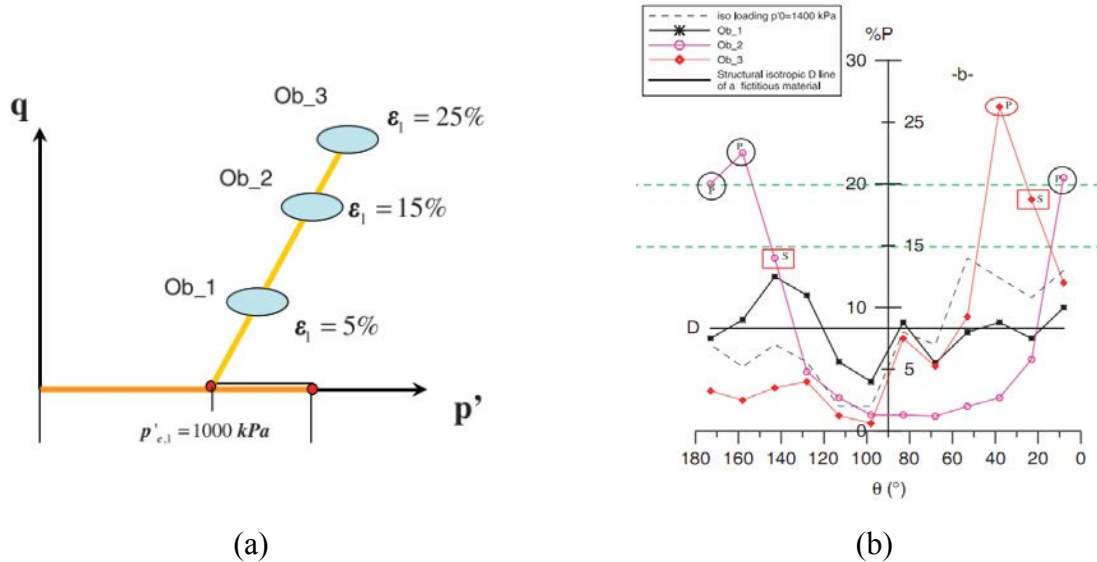 q
Ob_3
ε₁ = 25%
Ob_2
ε₁ = 15%
Ob_1
ε₁ = 5%
p'
p'c,1 = 1000 kPa
(a)
iso loading p'0=1400 kPa
Ob_1
Ob_2
Ob_3
Structural isotropic D line
of a fictitious material
%P
-b-
30
25
20
15
10
5
0
D
P
P
S
P
S
P
180 160 140 120 100 80 60 40 20 0
θ (°)
(b)